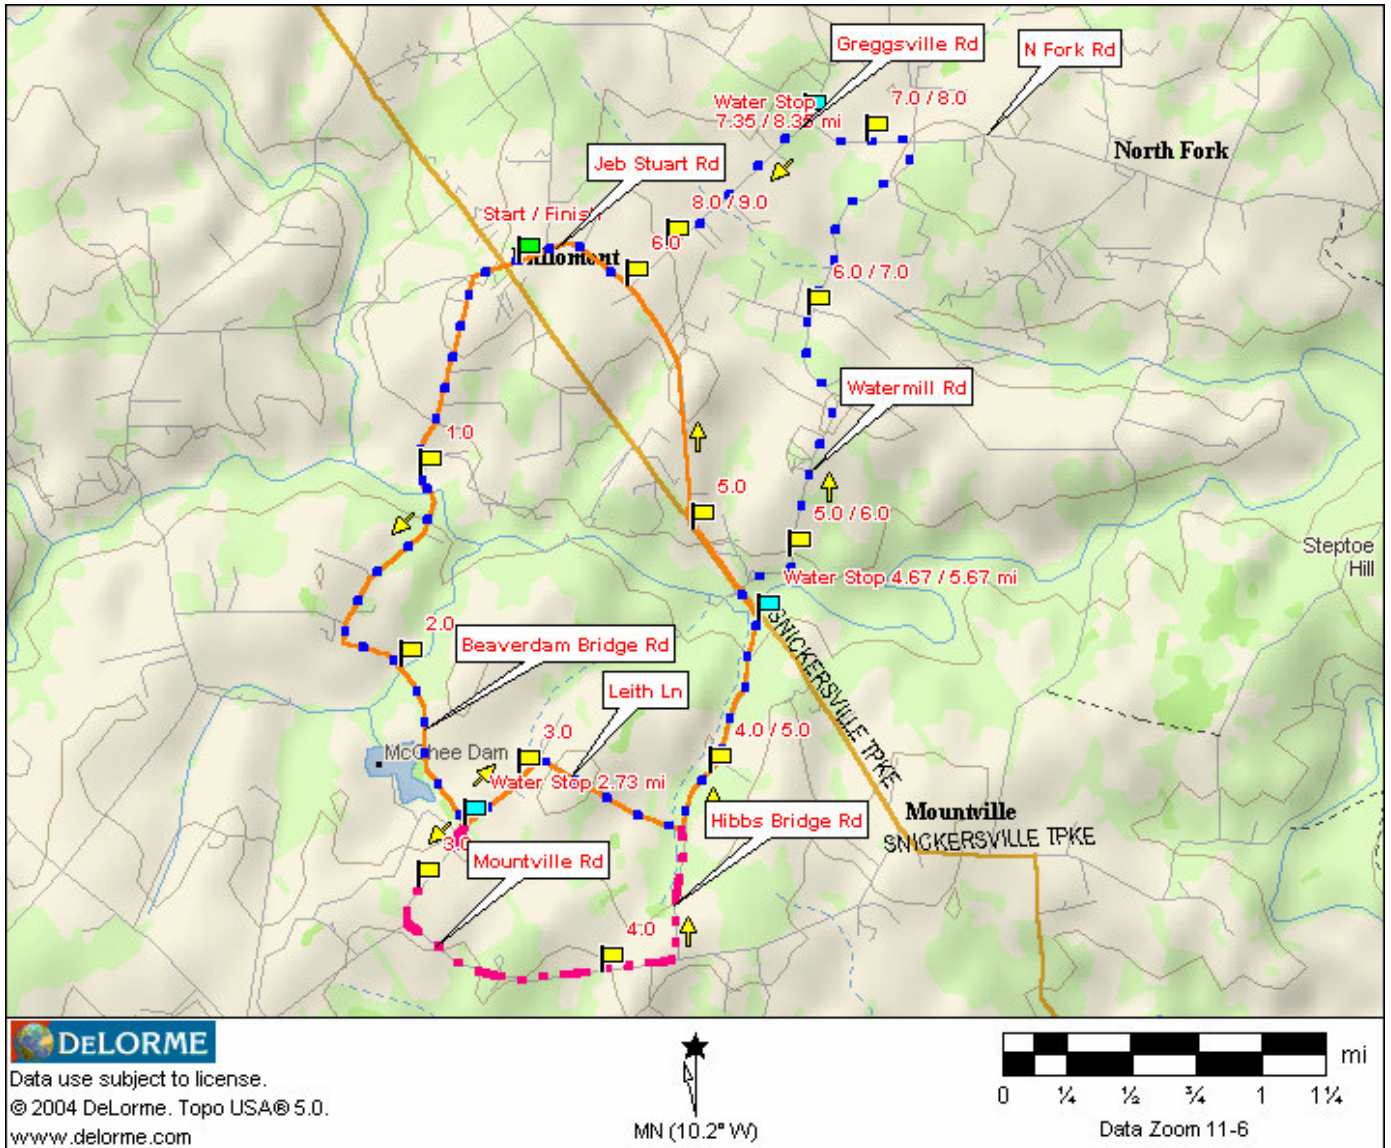 Greggsville Rd
N Fork Rd
Water Stop
7.35 / 8.35 mi
7.0 / 8.0
North Fork
Jeb Stuart Rd
8.0 / 9.0
Start / Finish
6.0
6.0 / 7.0
Watermill Rd
1.0
5.0
5.0 / 6.0
Steptoe
Hill
Water Stop 4.67 / 5.67 mi
SNICKERSVILLE TPKE
2.0
Beaverdam Bridge Rd
Leith Ln
3.0
4.0 / 5.0
McGhee Dam
Water Stop 2.73 mi
Hibbs Bridge Rd
Mountville
SNICKERSVILLE TPKE
3.0
Mountville Rd
4.0
DELORME
Data use subject to license.
© 2004 DeLorme. Topo USA® 5.0.
www.delorme.com
MN (10.2° W)
mi
0 ¼ ½ ¾ 1 1¼
Data Zoom 11-6